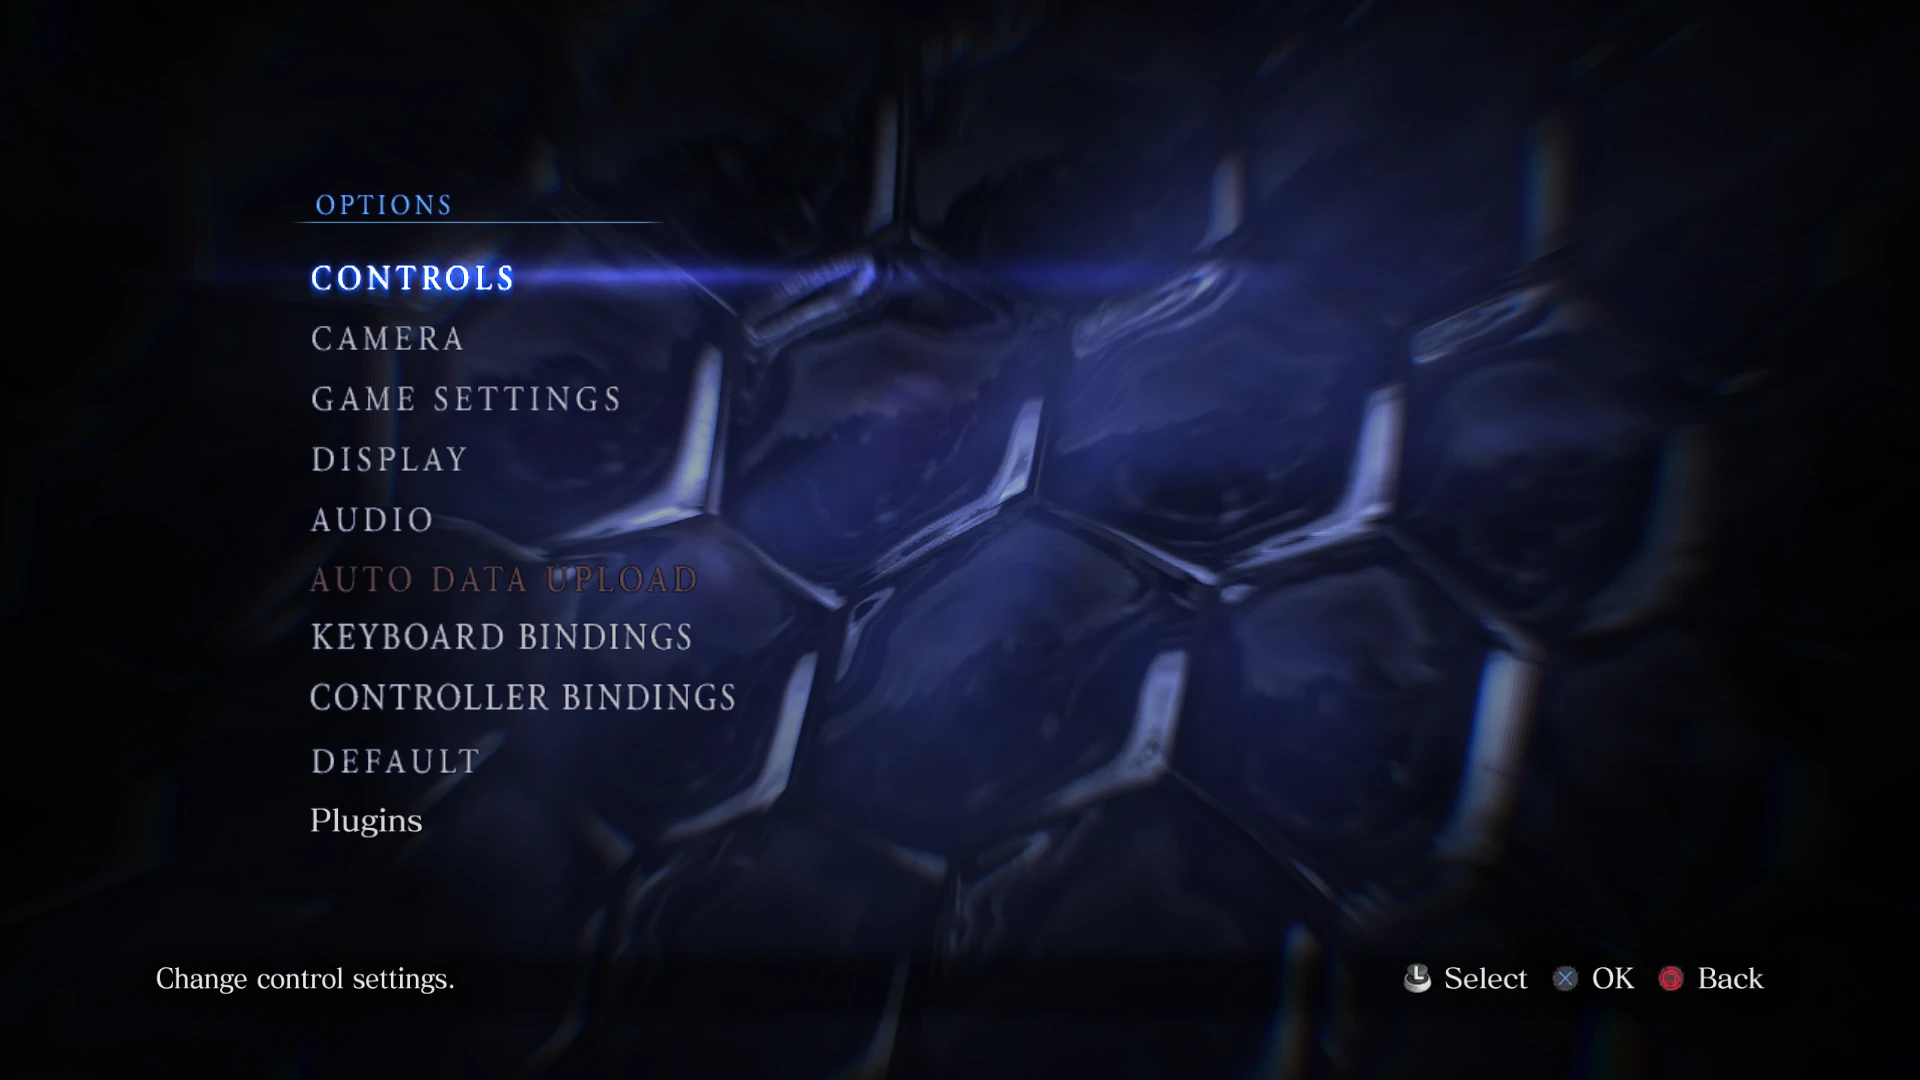 OPTIONS
CONTROLS
CAMERA
GAME SETTINGS
DISPLAY
AUDIO
AUTO DATA UPLOAD
KEYBOARD BINDINGS
CONTROLLER BINDINGS
DEFAULT
Plugins
Change control settings.
L Select OK Back